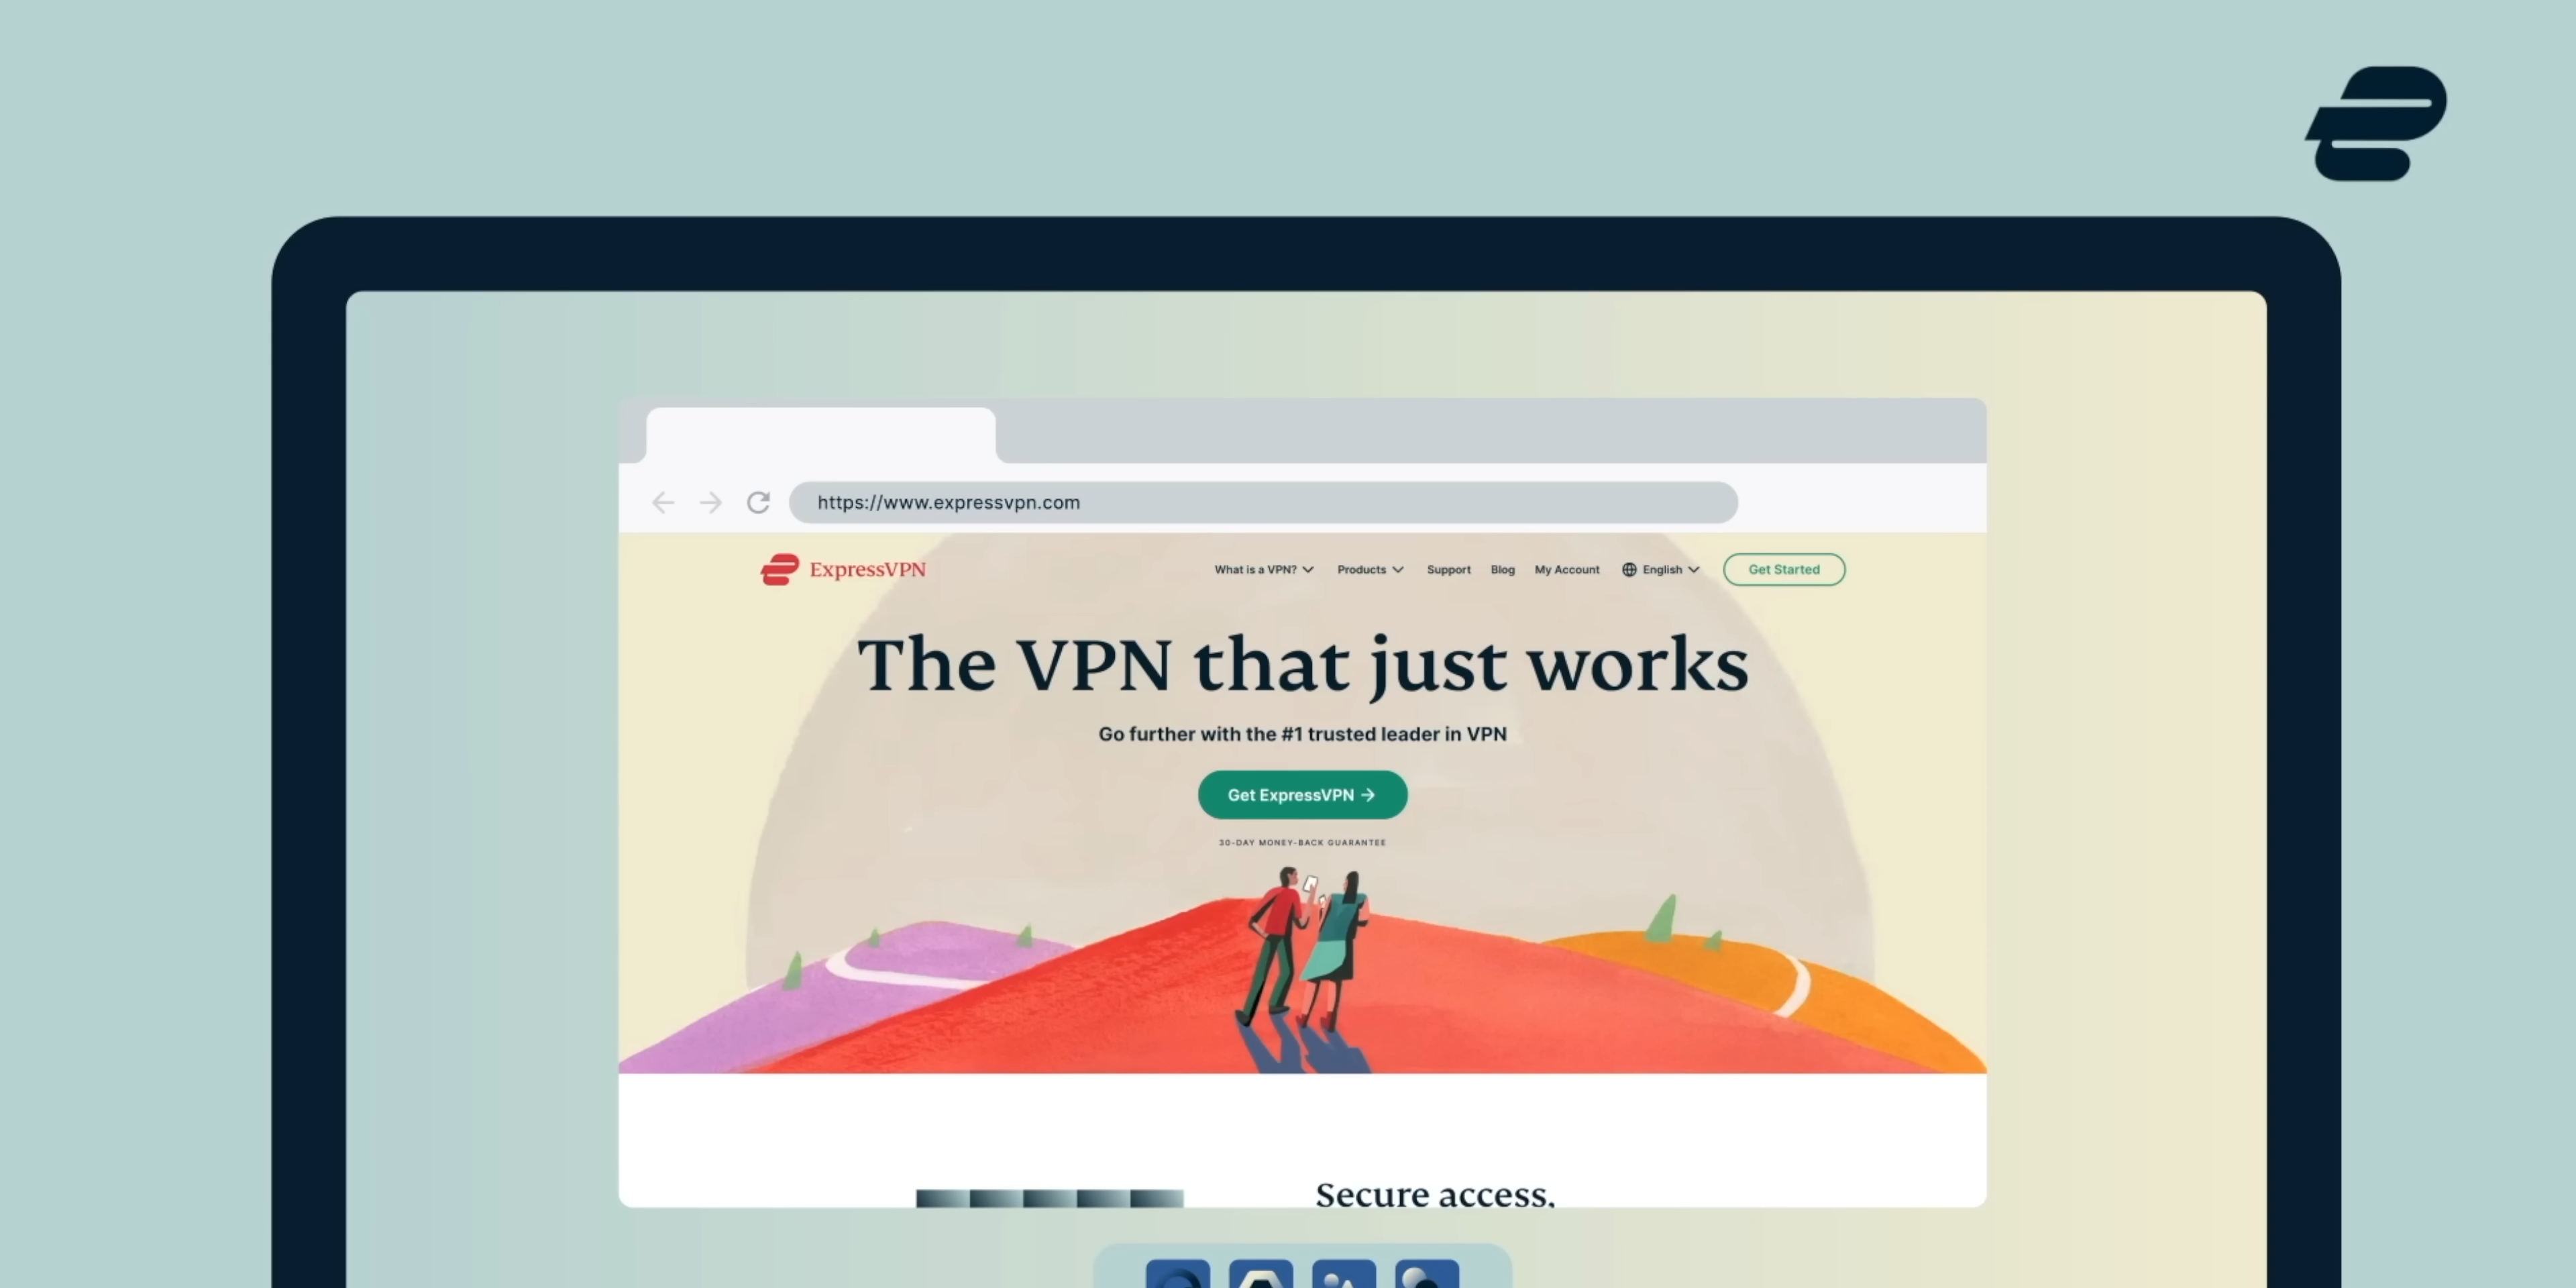 https://www.expressvpn.com
ExpressVPN
What is a VPN? Products Support Blog My Account English Get Started
The VPN that just works
Go further with the #1 trusted leader in VPN
Get ExpressVPN →
30-DAY MONEY-BACK GUARANTEE
Secure access,